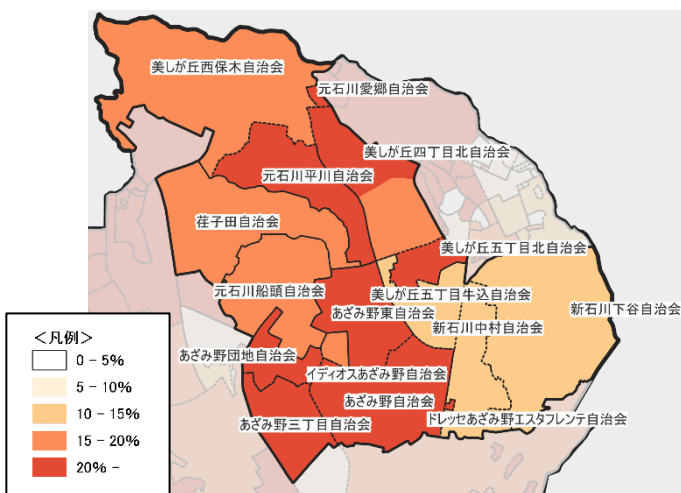 美しが丘西保木自治会
元石川愛郷自治会
美しが丘四丁目北自治会
元石川平川自治会
荏子田自治会
美しが丘五丁目北自治会
元石川船頭自治会
美しが丘五丁目牛込自治会
新石川下谷自治会
あざみ野東自治会
新石川中村自治会
あざみ野団地自治会
イディオスあざみ野自治会
あざみ野自治会
ドレッセあざみ野エスタフレンテ自治会
あざみ野三丁目自治会
＜凡例＞
0 − 5%
5 − 10%
10 − 15%
15 − 20%
20% −